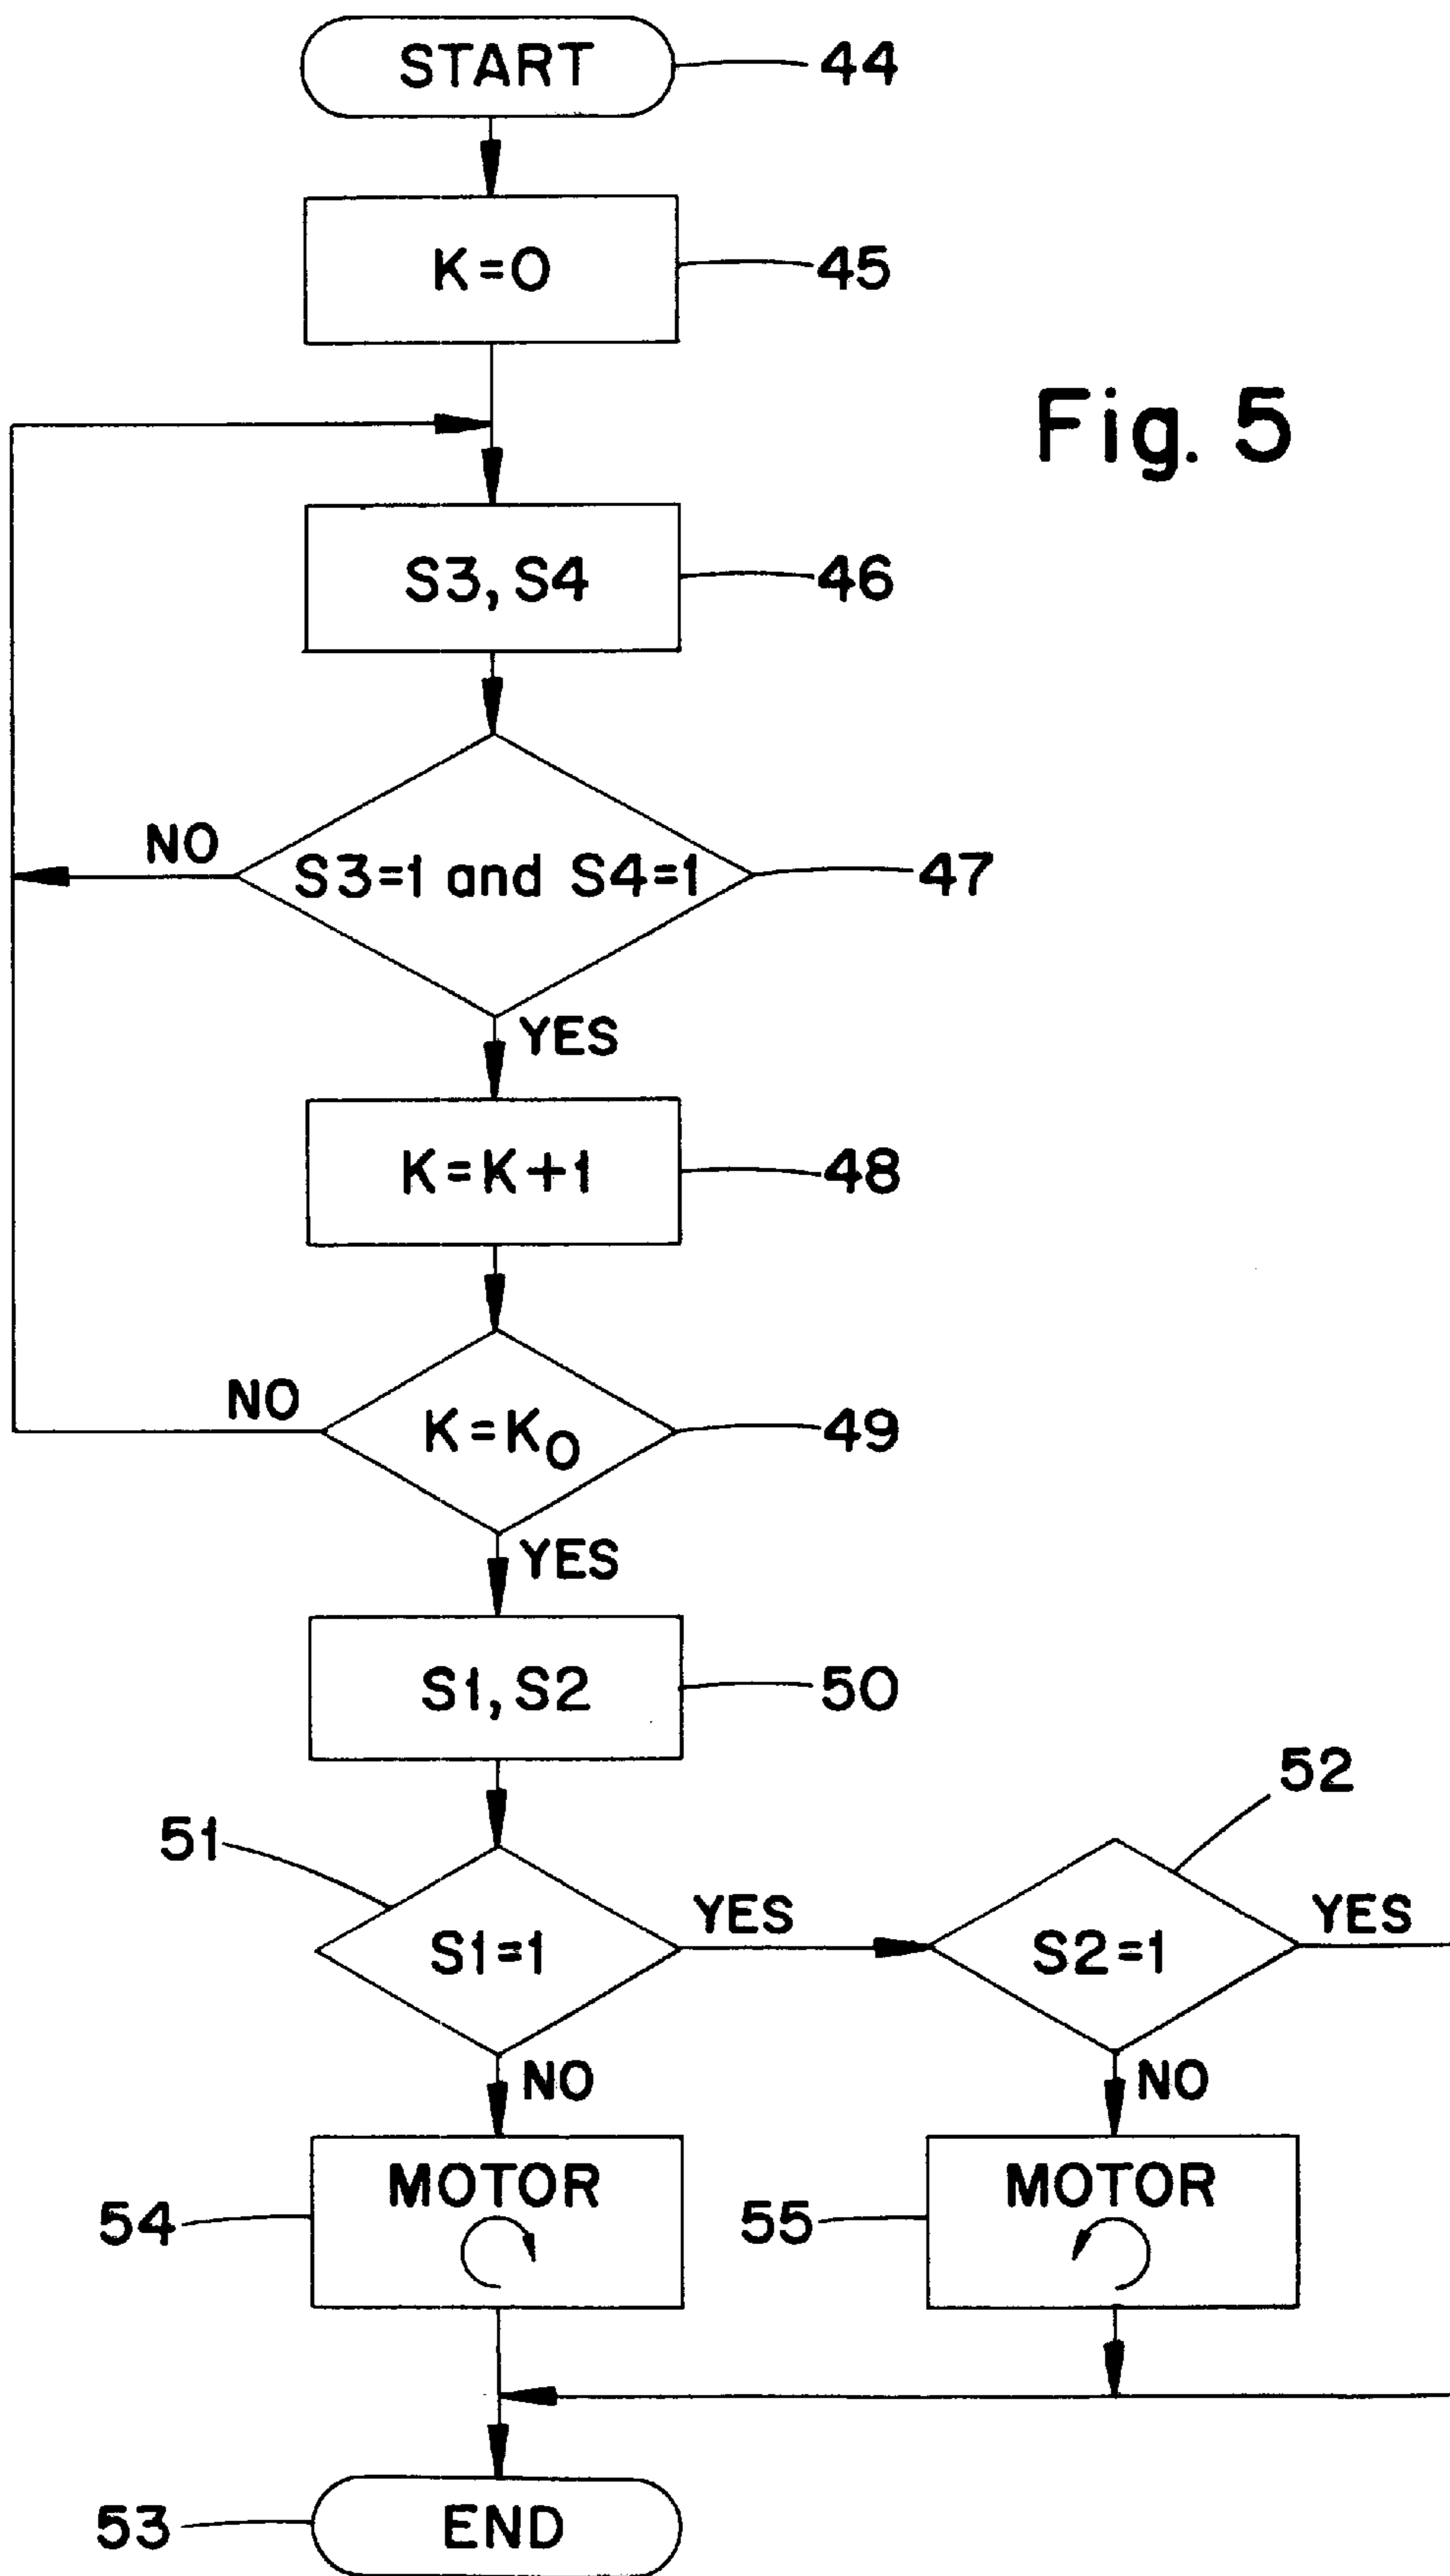 START
44
K=0
45
Fig. 5
S3, S4
46
NO
S3=1 and S4=1
47
YES
K=K+1
48
NO
K=K0
49
YES
S1, S2
50
52
51
S1=1
YES
S2=1
YES
NO
NO
MOTOR
54
MOTOR
55
END
53